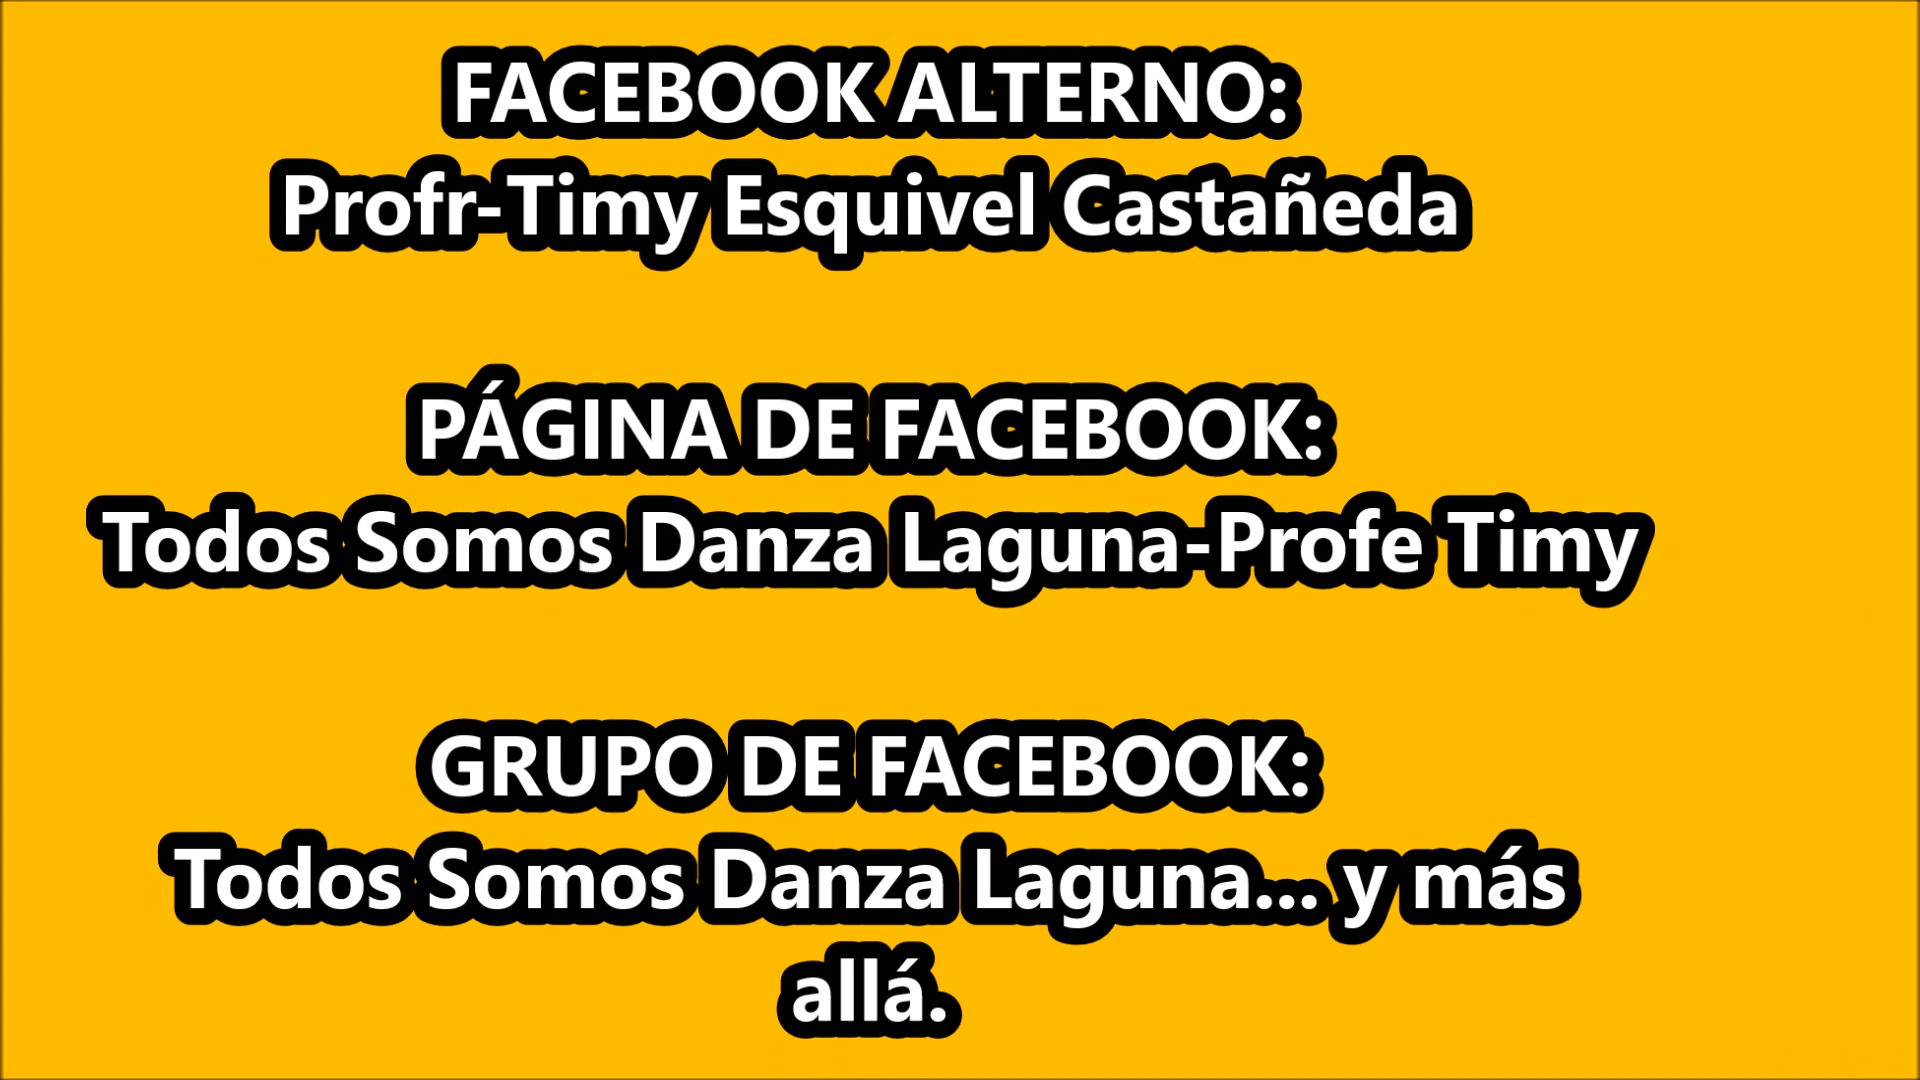 FACEBOOK ALTERNO:
Profr-Timy Esquivel Castañeda
PÁGINA DE FACEBOOK:
Todos Somos Danza Laguna-Profe Timy
GRUPO DE FACEBOOK:
Todos Somos Danza Laguna... y más
allá.